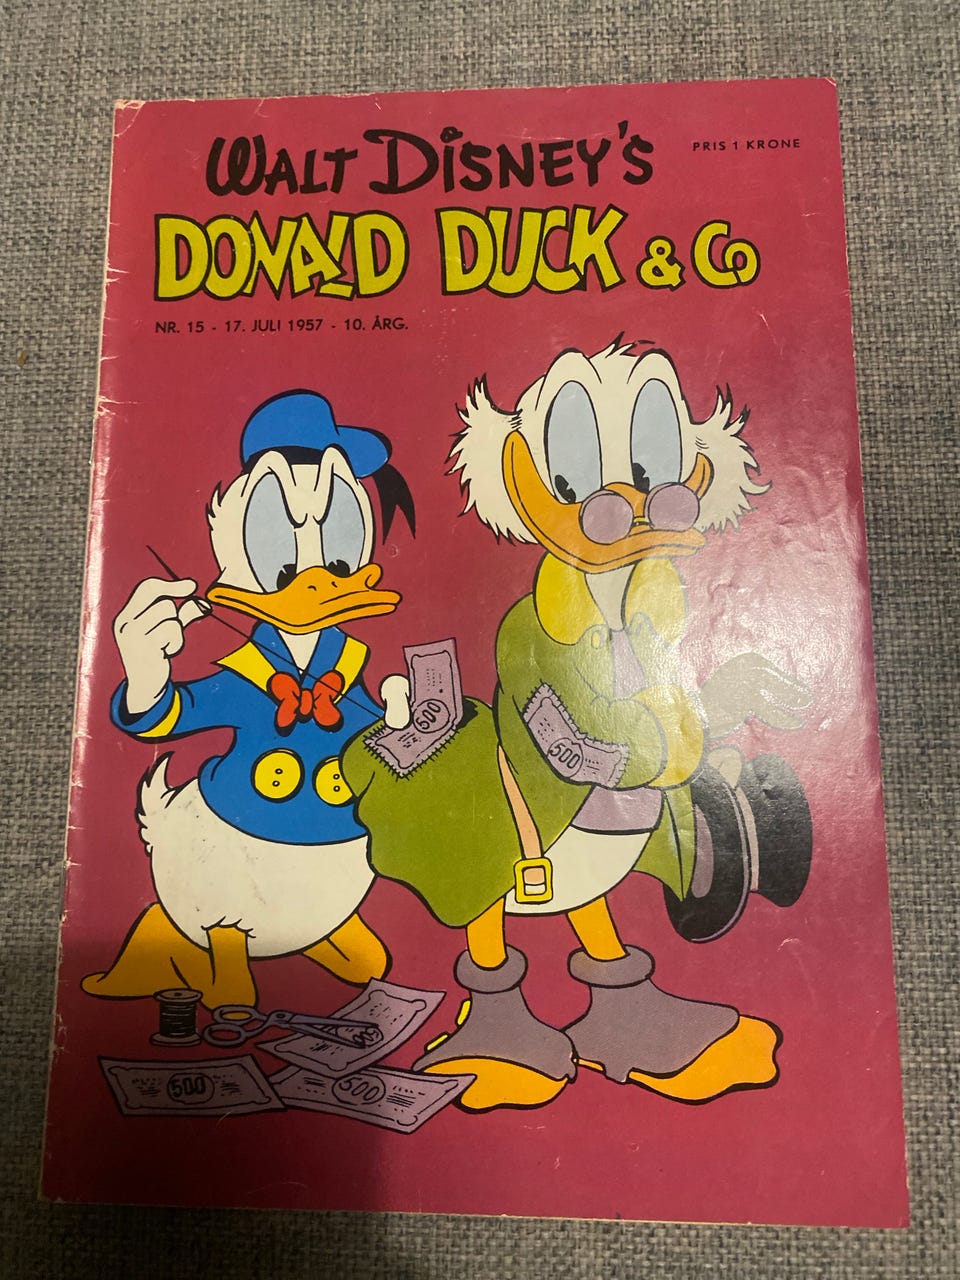 WALT DISNEY'S
PRIS 1 KRONE
DONALD DUCK & Co
NR. 15 - 17. JULI 1957 - 10. ÅRG.
500
500
500
500
500